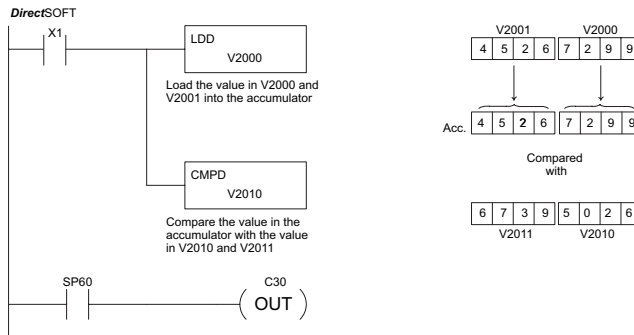 DirectSOFT
X1
LDD
V2000
Load the value in V2000 and
V2001 into the accumulator
CMPD
V2010
Compare the value in the
accumulator with the value
in V2010 and V2011
SP60
C30
OUT
V2001 V2000
4 5 2 6 7 2 9 9
Acc. 4 5 2 6 7 2 9 9
Compared
with
6 7 3 9 5 0 2 6
V2011 V2010